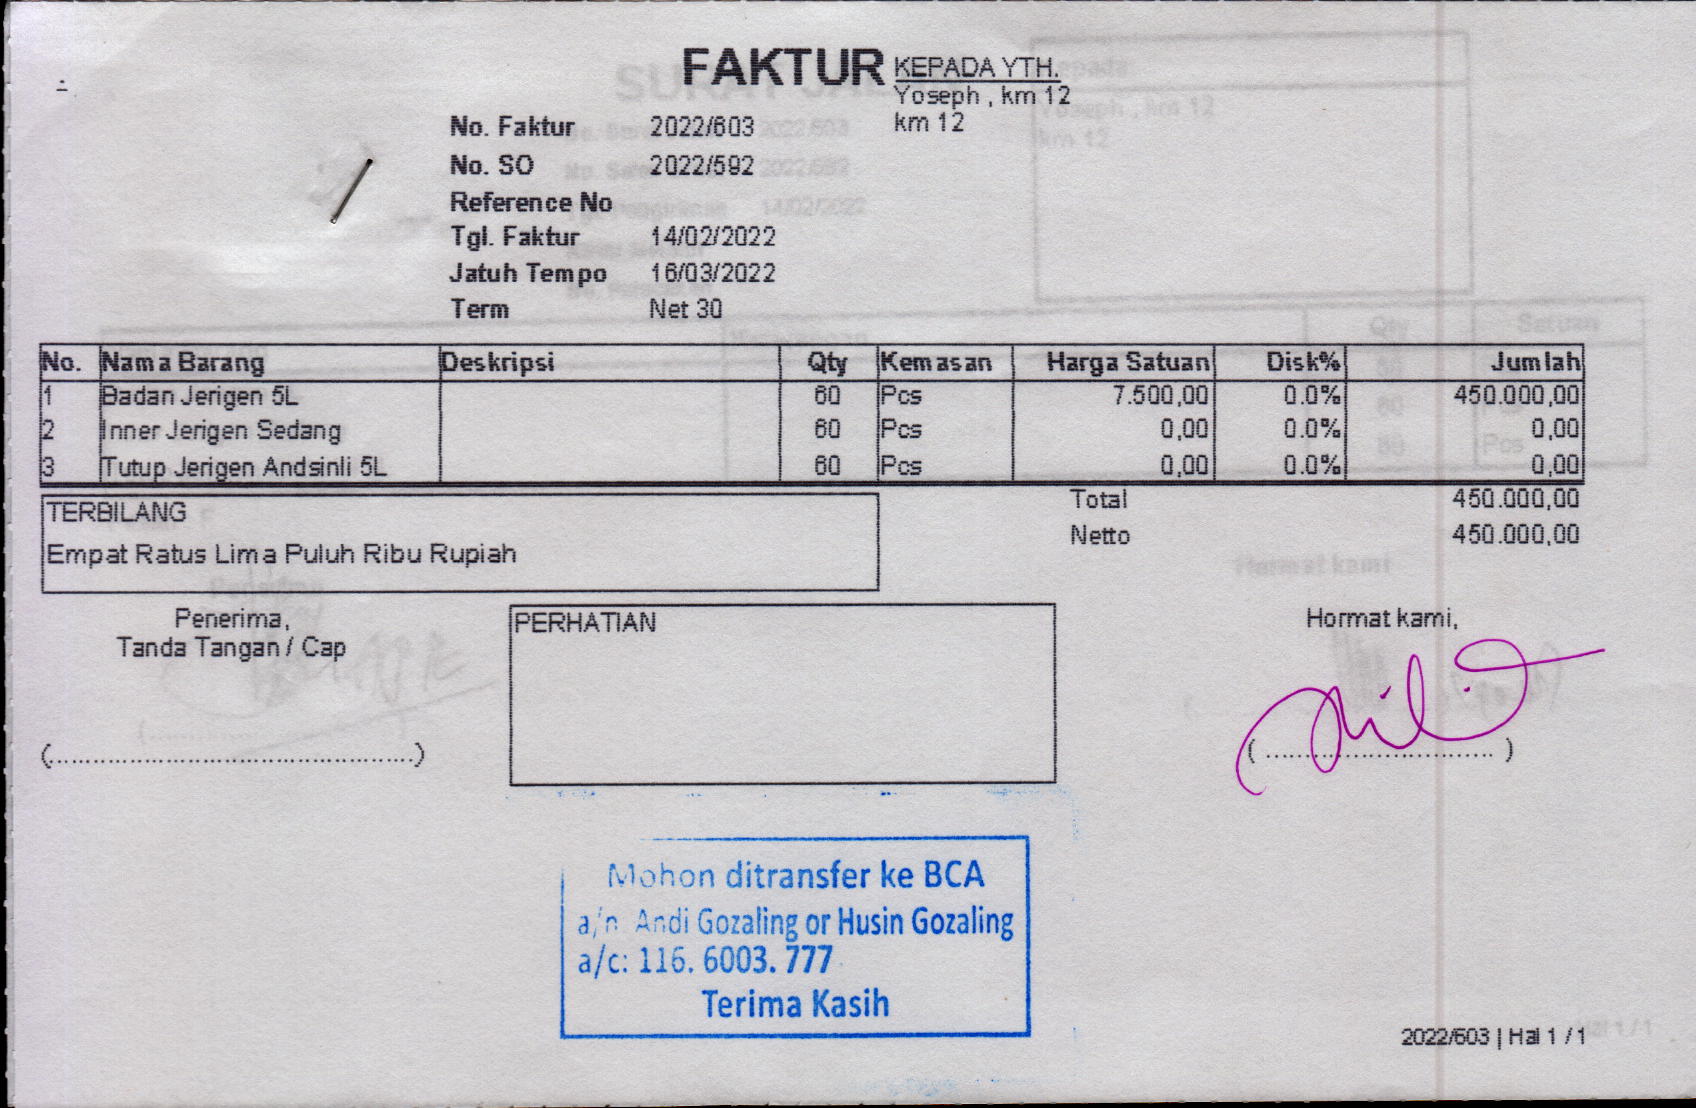 FAKTUR
KEPADA YTH.
Yoseph , km 12
km 12
No. Faktur 2022/603
No. SO 2022/592
Reference No
Tgl. Faktur 14/02/2022
Jatuh Tempo 16/03/2022
Term Net 30
No. Nama Barang Deskripsi Qty Kemasan Harga Satuan Disk% Jumlah
1 Badan Jerigen 5L 60 Pcs 7.500,00 0.0% 450.000,00
2 Inner Jerigen Sedang 60 Pcs 0,00 0.0% 0,00
3 Tutup Jerigen Andsinli 5L 60 Pcs 0,00 0.0% 0,00
Total 450.000,00
Netto 450.000,00
TERBILANG
Empat Ratus Lima Puluh Ribu Rupiah
Penerima,
Tanda Tangan / Cap
(................................................)
PERHATIAN
Hormat kami,
( .............................. )
Mohon ditransfer ke BCA
a/n. Andi Gozaling or Husin Gozaling
a/c: 116. 6003. 777
Terima Kasih
2022/603 | Hal 1 / 1